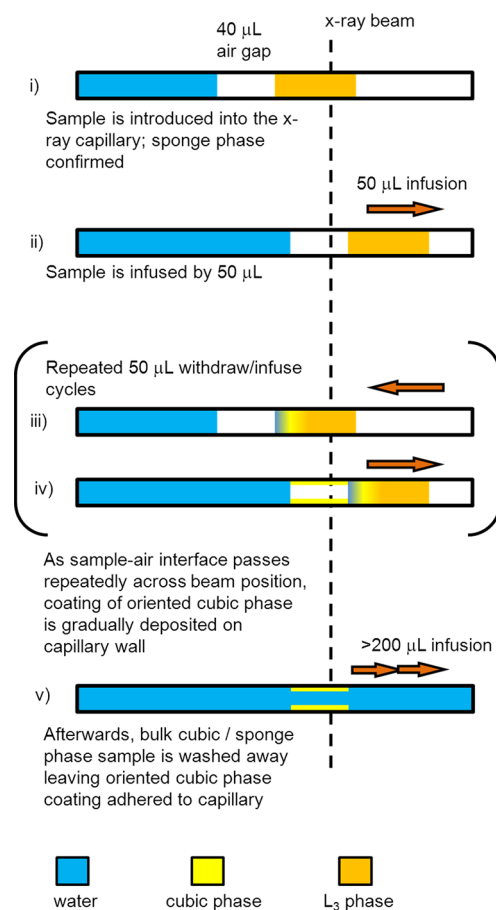 x-ray beam
40 μL
air gap
i)
Sample is introduced into the x-
ray capillary; sponge phase
confirmed
50 μL infusion
ii)
Sample is infused by 50 μL
Repeated 50 μL withdraw/infuse
cycles
iii)
iv)
As sample-air interface passes
repeatedly across beam position,
coating of oriented cubic phase
is gradually deposited on
capillary wall
>200 μL infusion
v)
Afterwards, bulk cubic / sponge
phase sample is washed away
leaving oriented cubic phase
coating adhered to capillary
water
cubic phase
L₃ phase